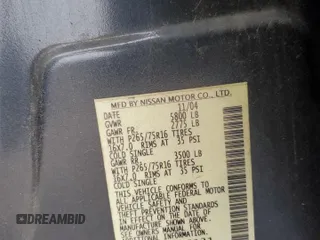 MFD BY NISSAN MOTOR CO., LTD.
DATE 11/04
GVWR 5800 LB
GAWR FR. 2775 LB
WITH P265/75R16 TIRES
16X7.0 RIMS AT 35 PSI
COLD SINGLE
GAWR RR. 3500 LB
WITH P265/75R16 TIRES
16X7.0 RIMS AT 35 PSI
COLD SINGLE
THIS VEHICLE CONFORMS TO
ALL APPLICABLE FEDERAL MOTOR
VEHICLE SAFETY AND
THEFT PREVENTION STANDARDS
IN EFFECT ON THE DATE OF
MANUFACTURE SHOWN ABOVE.
SEE OWNERS MANUAL FOR
ADDITIONAL INFORMATION
DREAMBID